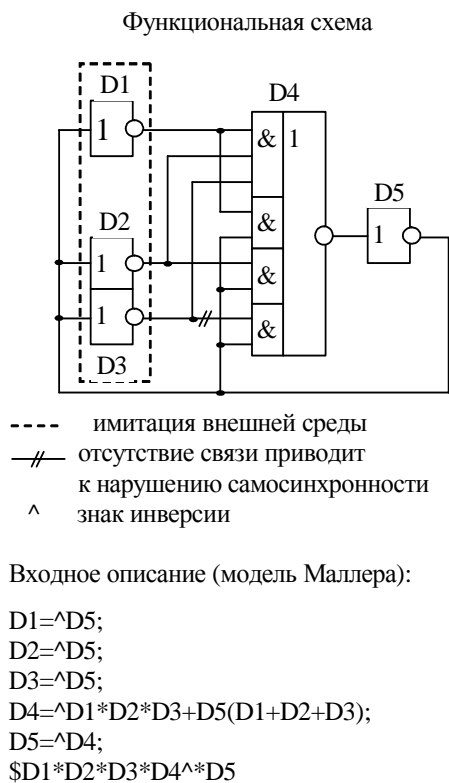 Функциональная схема
D1
D4
1
&
1
&
D5
D2
1
1
&
1
&
D3
имитация внешней среды
отсутствие связи приводит
к нарушению самосинхронности
^ знак инверсии
Входное описание (модель Маллера):
D1=^D5;
D2=^D5;
D3=^D5;
D4=^D1*D2*D3+D5(D1+D2+D3);
D5=^D4;
$D1*D2*D3*D4^*D5